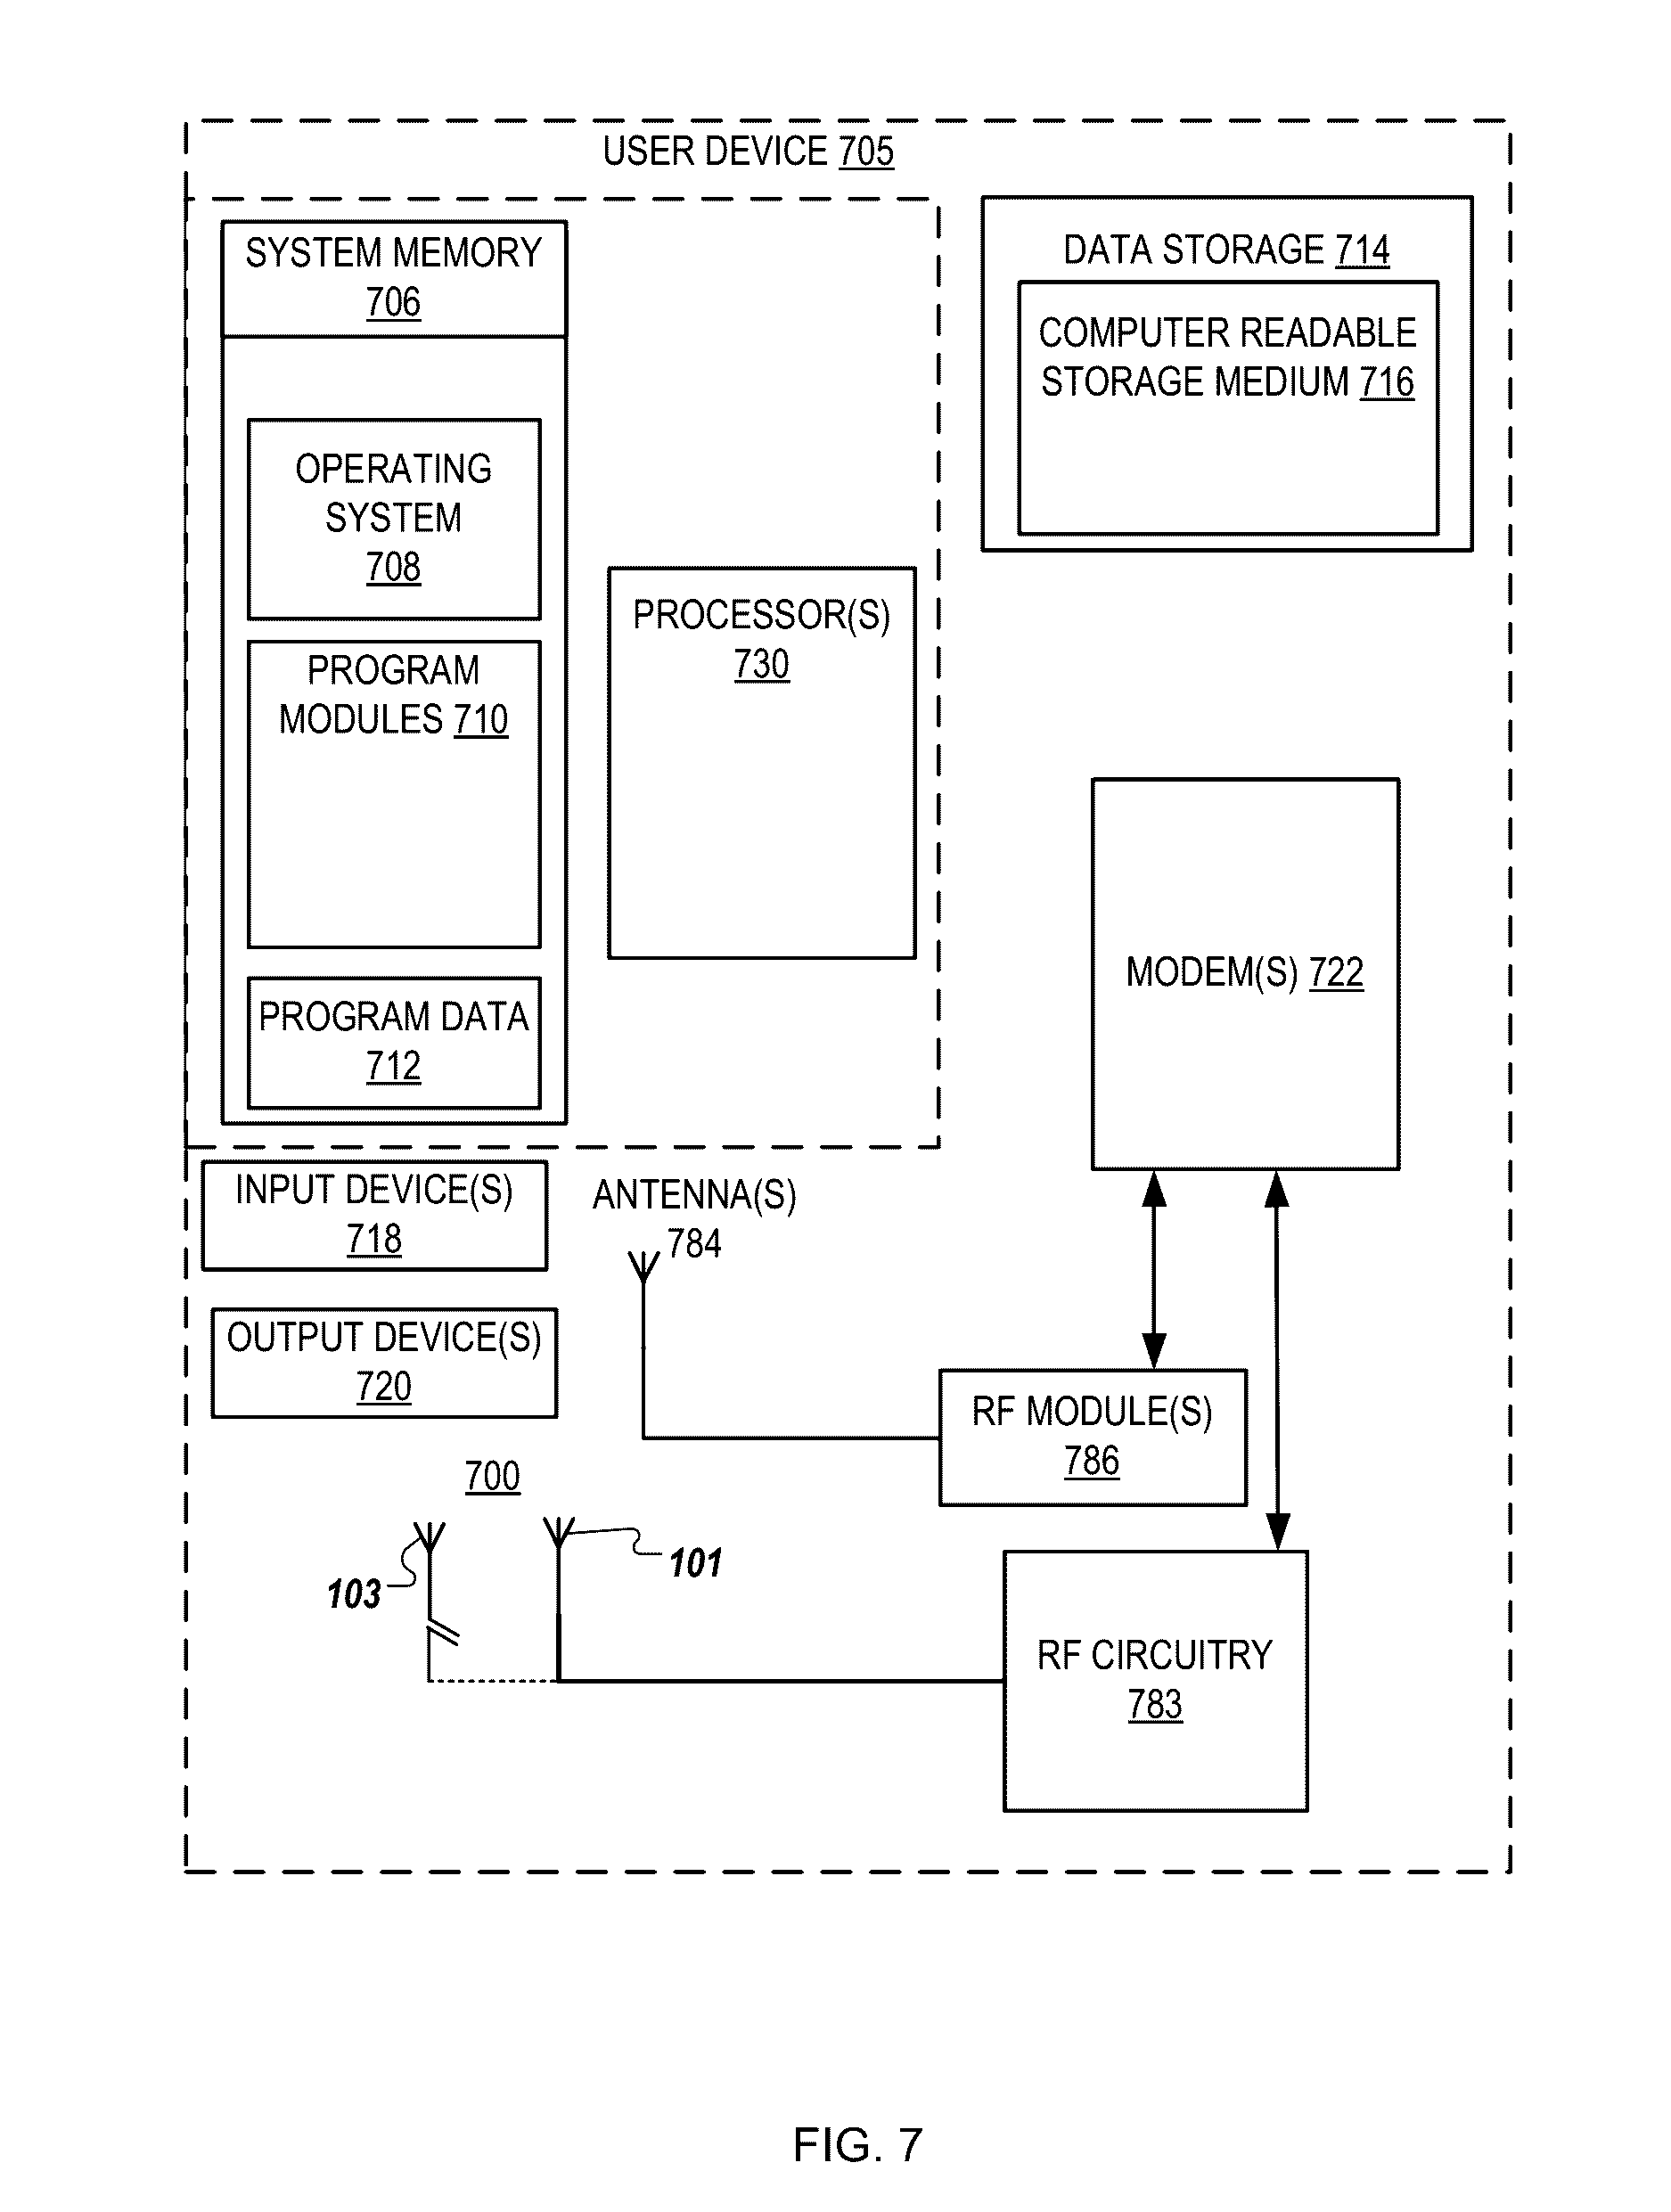 USER DEVICE 705
SYSTEM MEMORY
706
OPERATING
SYSTEM
708
PROGRAM
MODULES 710
PROGRAM DATA
712
PROCESSOR(S)
730
DATA STORAGE 714
COMPUTER READABLE
STORAGE MEDIUM 716
MODEM(S) 722
INPUT DEVICE(S)
718
OUTPUT DEVICE(S)
720
ANTENNA(S)
784
RF MODULE(S)
786
700
103
101
RF CIRCUITRY
783
FIG. 7